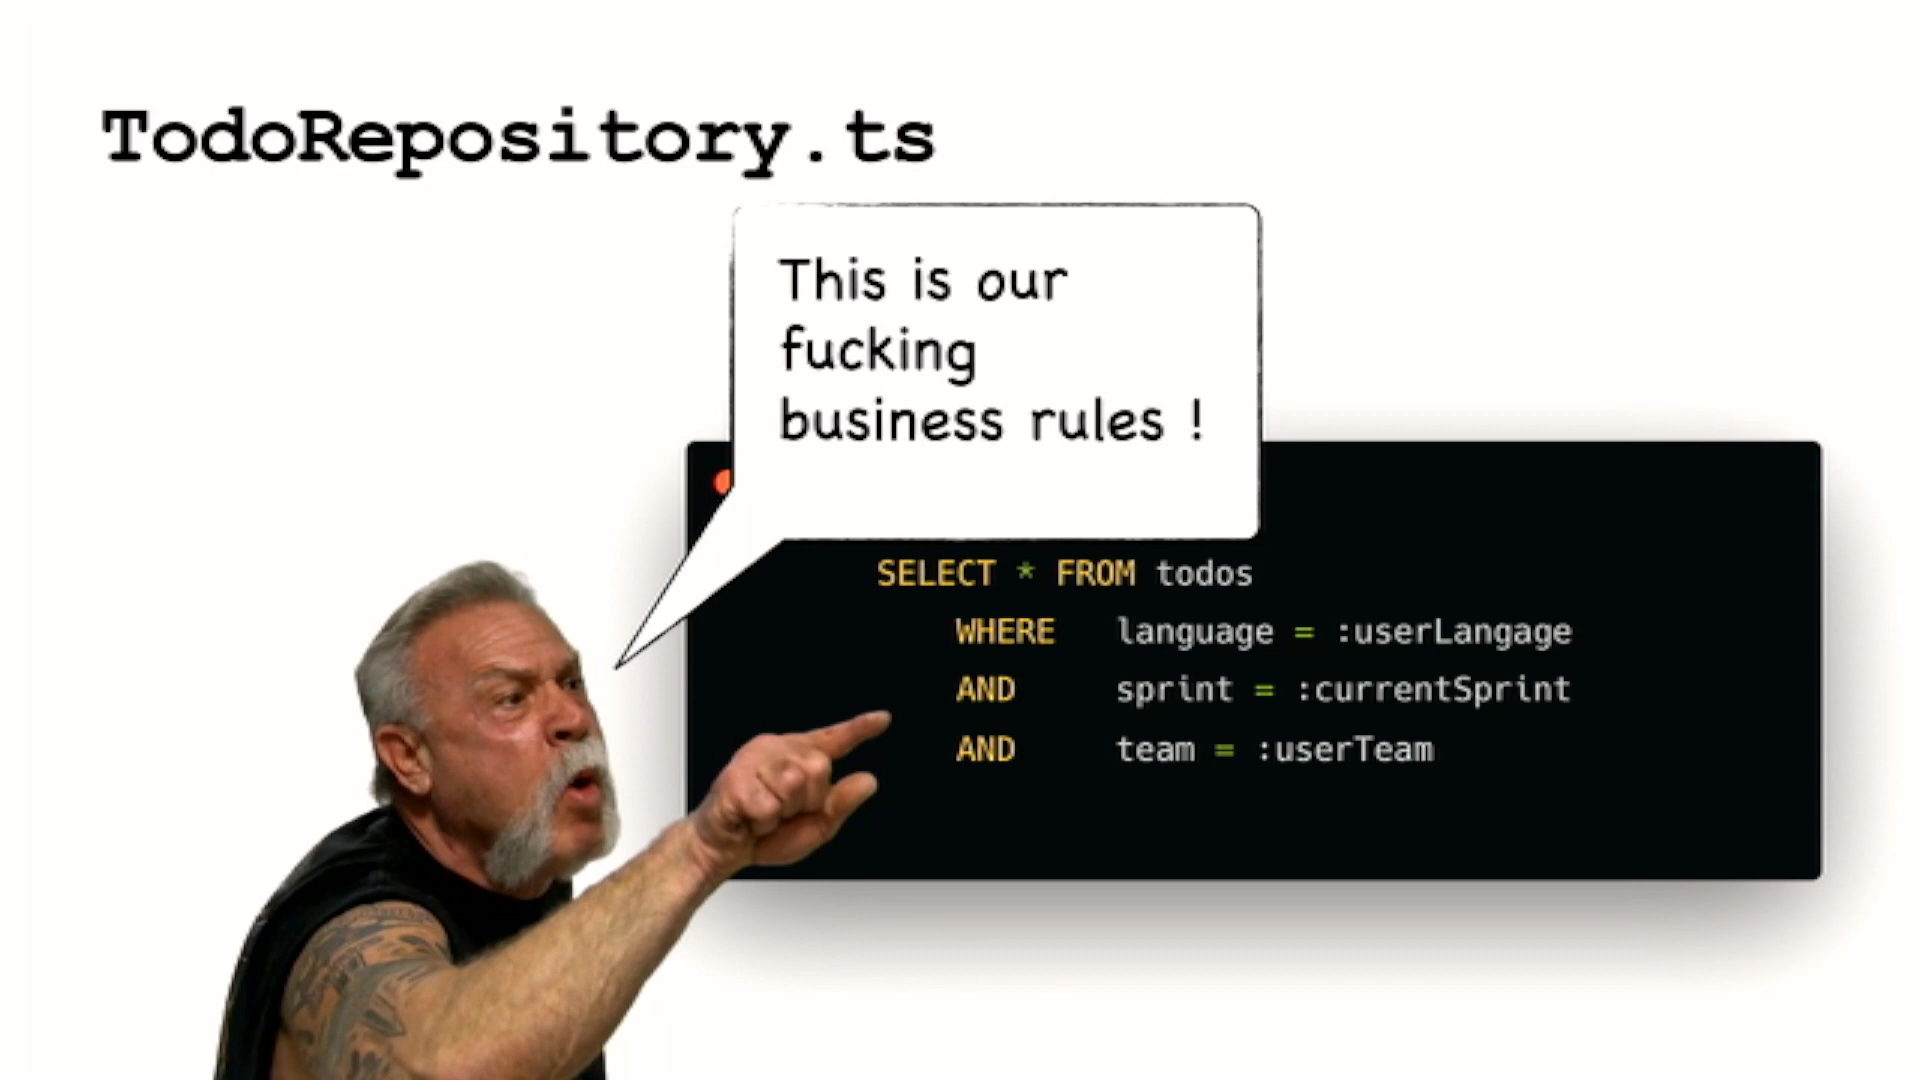 TodoRepository.ts
This is our
fucking
business rules !
SELECT * FROM todos
WHERE language = :userLangage
AND sprint = :currentSprint
AND team = :userTeam